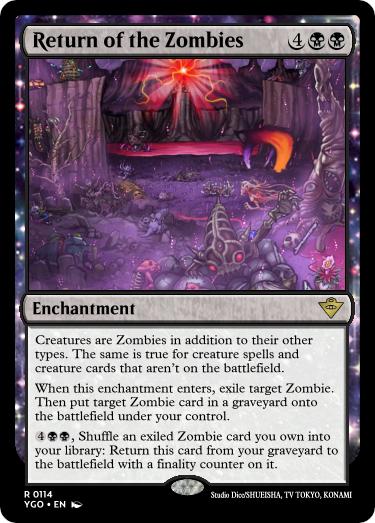 Return of the Zombies 4
Enchantment
Creatures are Zombies in addition to their other
types. The same is true for creature spells and
creature cards that aren't on the battlefield.
When this enchantment enters, exile target Zombie.
Then put target Zombie card in a graveyard onto
the battlefield under your control.
4, Shuffle an exiled Zombie card you own into
your library: Return this card from your graveyard to
the battlefield with a finality counter on it.
R 0114
YGO • EN
Studio Dice/SHUEISHA, TV TOKYO, KONAMI